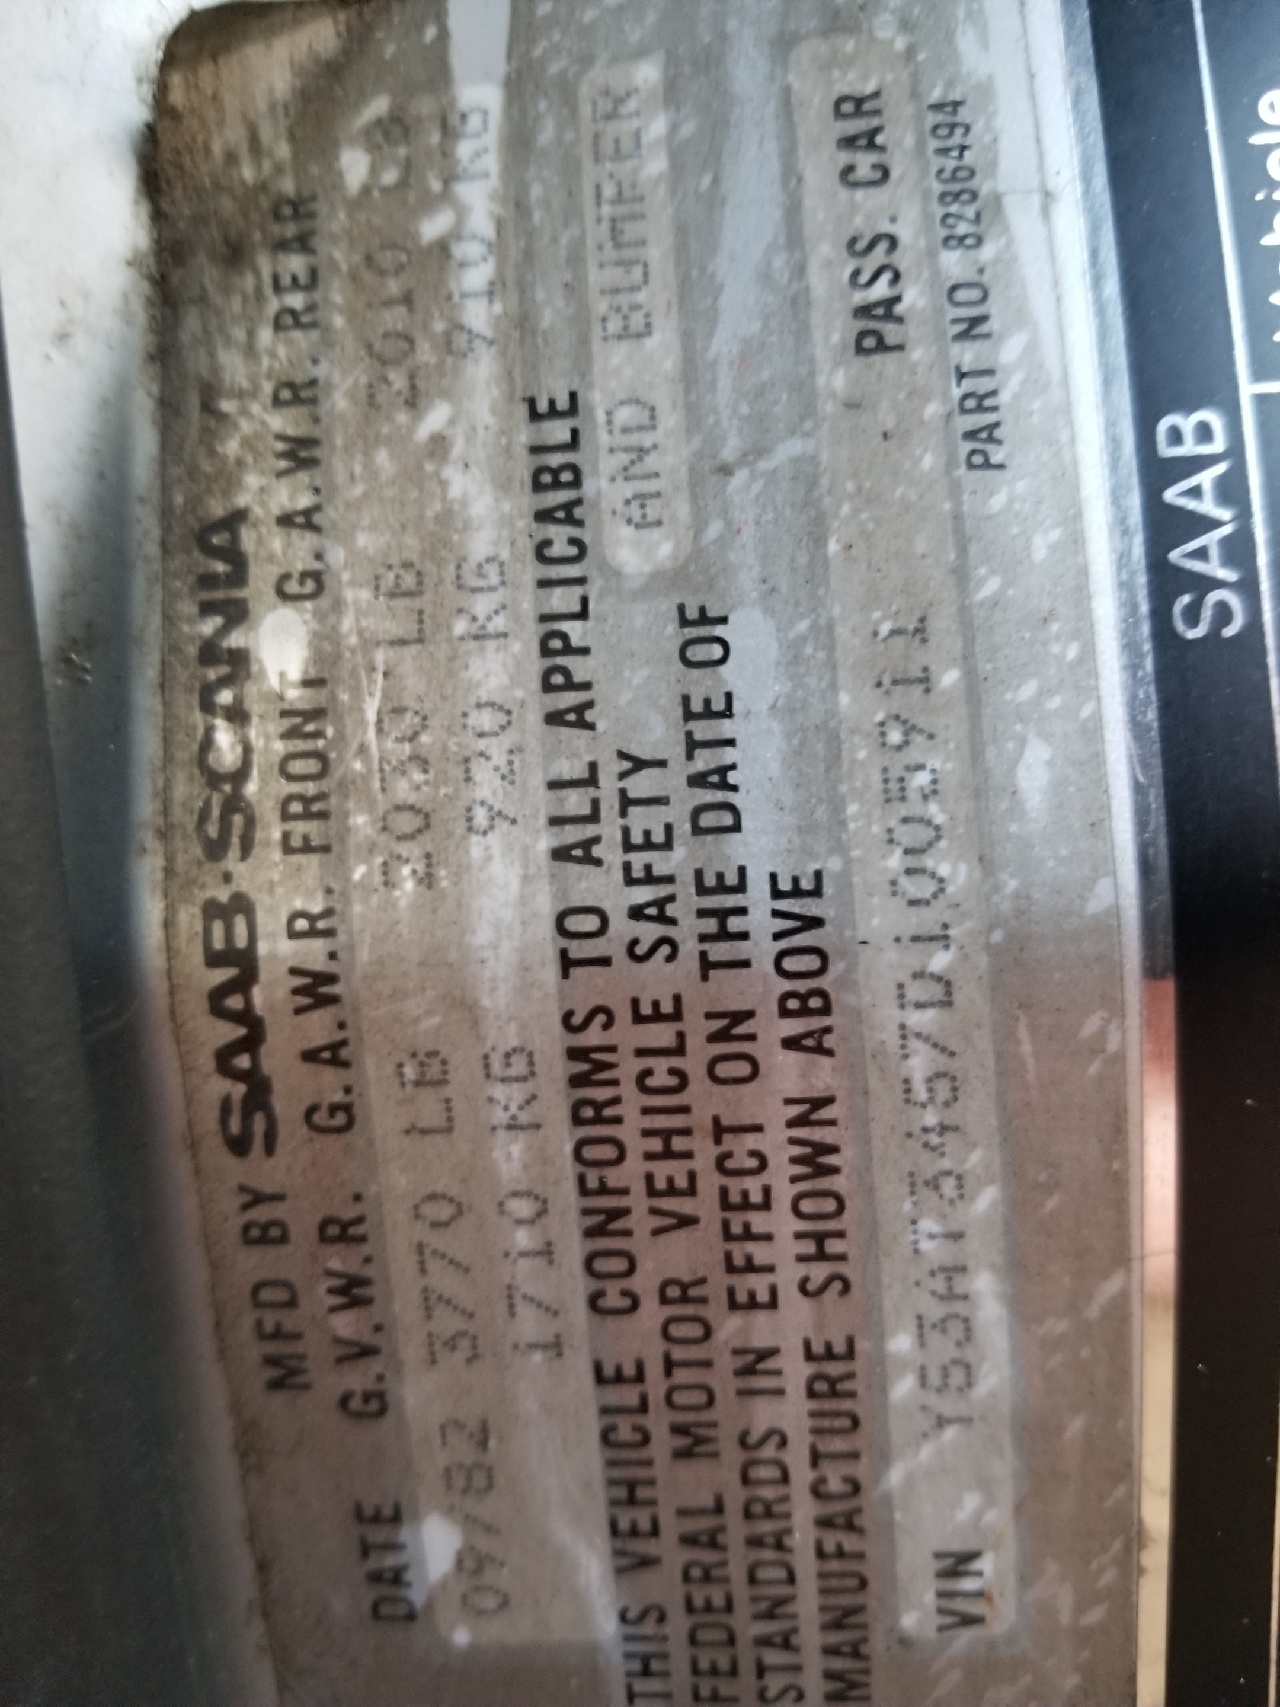 MFD BY SAAB-SCANIA
DATE G.V.W.R. G.A.W.R. FRONT G.A.W.R. REAR
09/82 3770 LB 2030 LB 2010 LB
1710 KG 920 KG 910 KG
THIS VEHICLE CONFORMS TO ALL APPLICABLE
FEDERAL MOTOR VEHICLE SAFETY AND BUMPER
STANDARDS IN EFFECT ON THE DATE OF
MANUFACTURE SHOWN ABOVE
VIN YS3AT34S7D1005911 PASS. CAR
PART NO. 8286494
SAAB